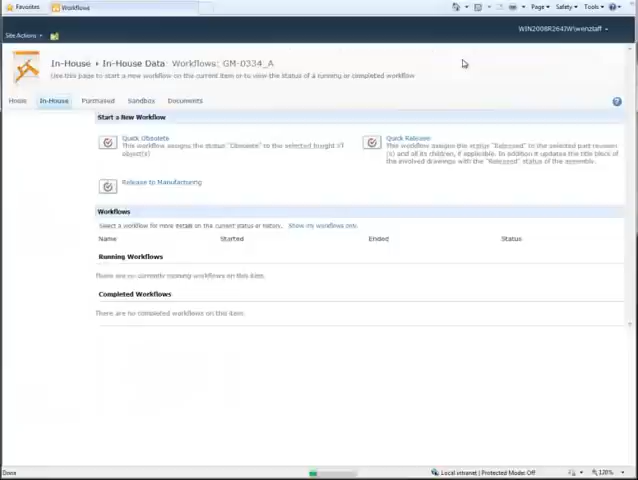 Favorites
Workflows
Page
Safety
Tools
Site Actions
WIN2008R264IW\wenzlaff
In-House › In-House Data Workflows: GM-0334_A
Use this page to start a new workflow on the current item or to view the status of a running or completed workflow
Home
In-House
Purchased
Sandbox
Documents
Start a New Workflow
Quick Obsolete
This workflow assigns the status "Obsolete" to the selected
object(s)
Quick Release
This workflow assigns the status "Released" to the selected part
(s) and all its children, if applicable. In addition it updates the title block
of the involved drawings with the "Released" status of the assembly.
Release to Manufacturing
Workflows
Select a workflow for more details on the current status or history.
Show my workflows only.
Name
Started
Ended
Status
Running Workflows
There are no currently running workflows on this item.
Completed Workflows
There are no completed workflows on this item.
Done
Local intranet | Protected Mode: Off
120%